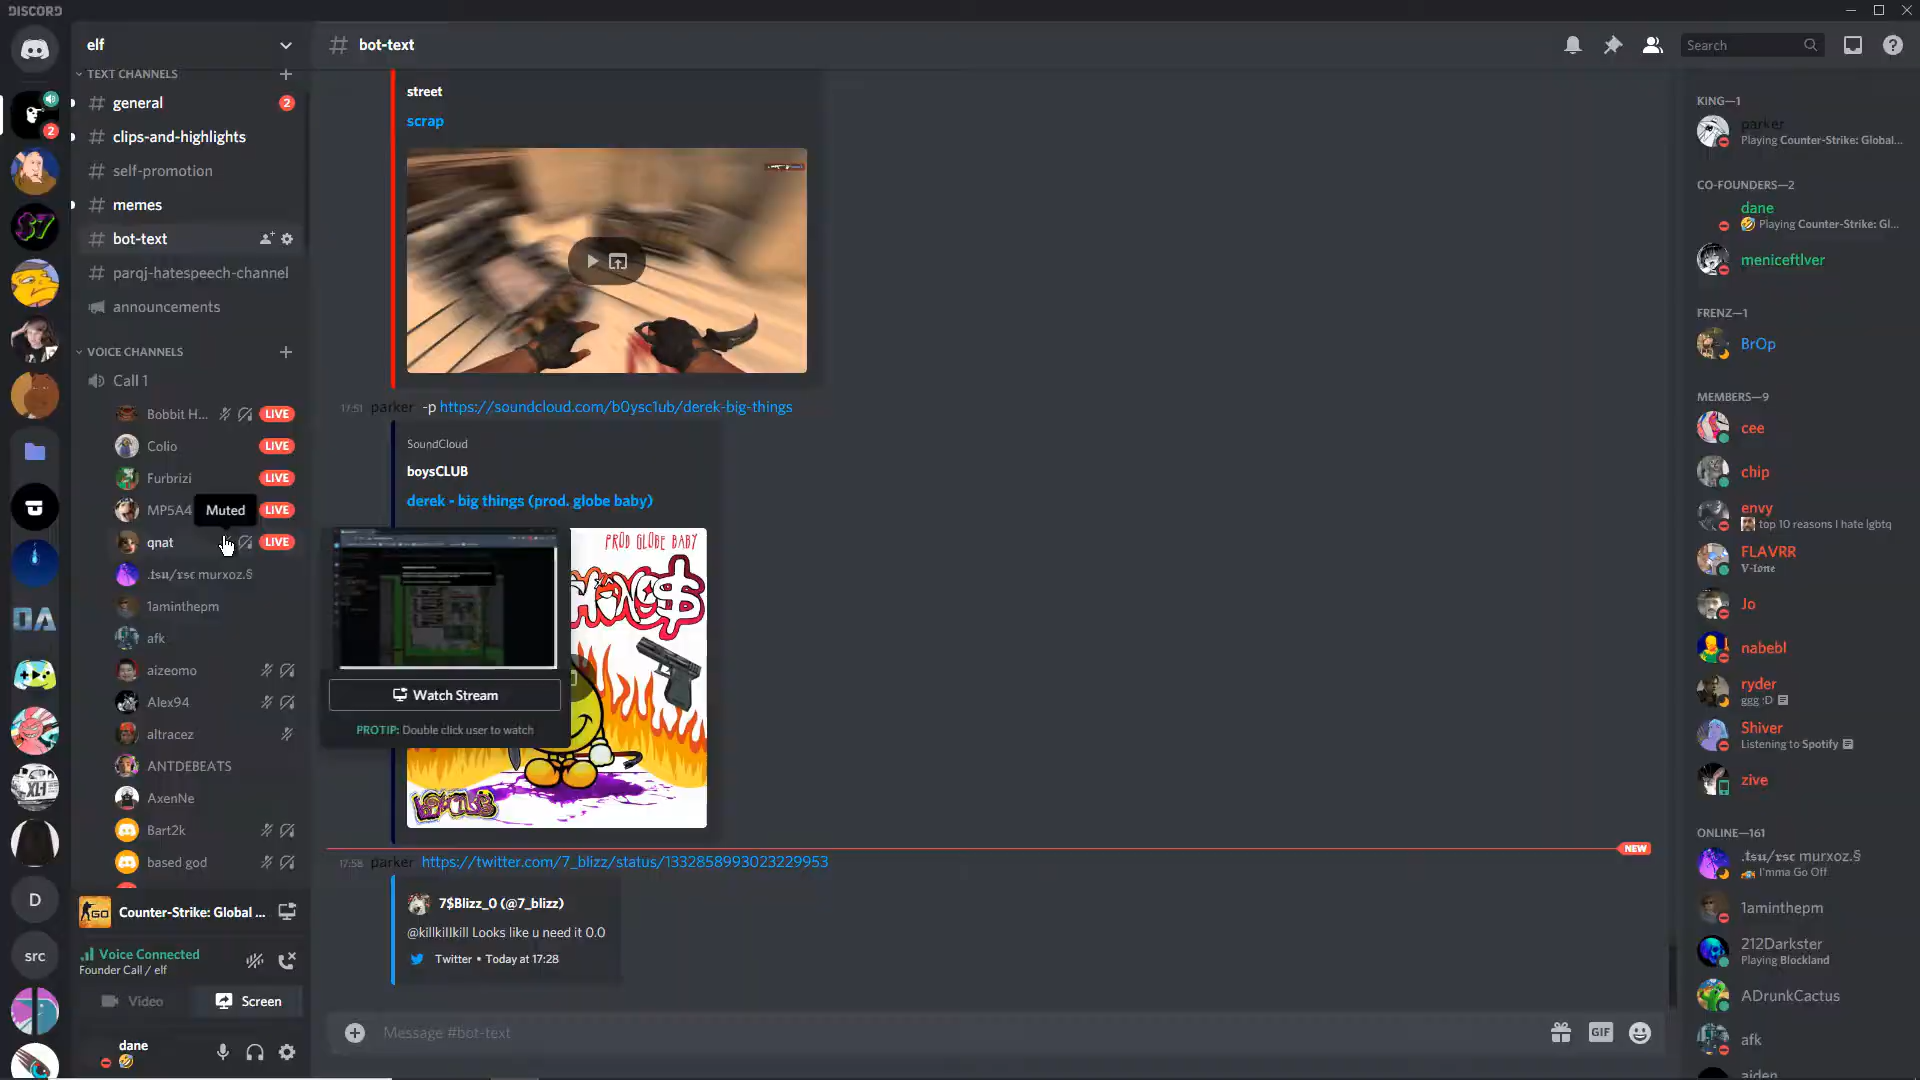 DISCORD
elf
bot-text
Search
TEXT CHANNELS
general
2
clips-and-highlights
self-promotion
memes
bot-text
parqj-hatespeech-channel
announcements
VOICE CHANNELS
Call 1
Bobbit H...
LIVE
Colio
LIVE
Furbrizi
LIVE
MP5A4
Muted
LIVE
qnat
LIVE
.𝖙𝖘𝖚/𝖗𝖘𝖈 murxoz.§
1aminthepm
afk
aizeomo
Alex94
altracez
ANTDEBEATS
AxenNe
Bart2k
based god
Counter-Strike: Global ...
Voice Connected
Founder Call / elf
Video
Screen
dane
2
37
OA
XL1
D
src
street
scrap
17:51 parker -p https://soundcloud.com/b0ysc1ub/derek-big-things
SoundCloud
boysCLUB
derek - big things (prod. globe baby)
PROD GLOBE BABY
Watch Stream
PROTIP: Double click user to watch
NEW
17:58 parker https://twitter.com/7_blizz/status/1332858993023229953
7$Blizz_0 (@7_blizz)
@killkillkill Looks like u need it 0.0
Twitter • Today at 17:28
Message #bot-text
GIF
KING—1
parker
Playing Counter-Strike: Global...
CO-FOUNDERS—2
dane
🤣 Playing Counter-Strike: Gl...
meniceftlver
FRENZ—1
BrOp
MEMBERS—9
cee
chip
envy
top 10 reasons I hate lgbtq
FLAVRR
𝐕-𝖑𝖔𝖓𝖊
Jo
nabebl
ryder
ggg :D
Shiver
Listening to Spotify
zive
ONLINE—161
.𝖙𝖘𝖚/𝖗𝖘𝖈 murxoz.§
I'mma Go Off
1aminthepm
212Darkster
Playing Blockland
ADrunkCactus
afk
aiden